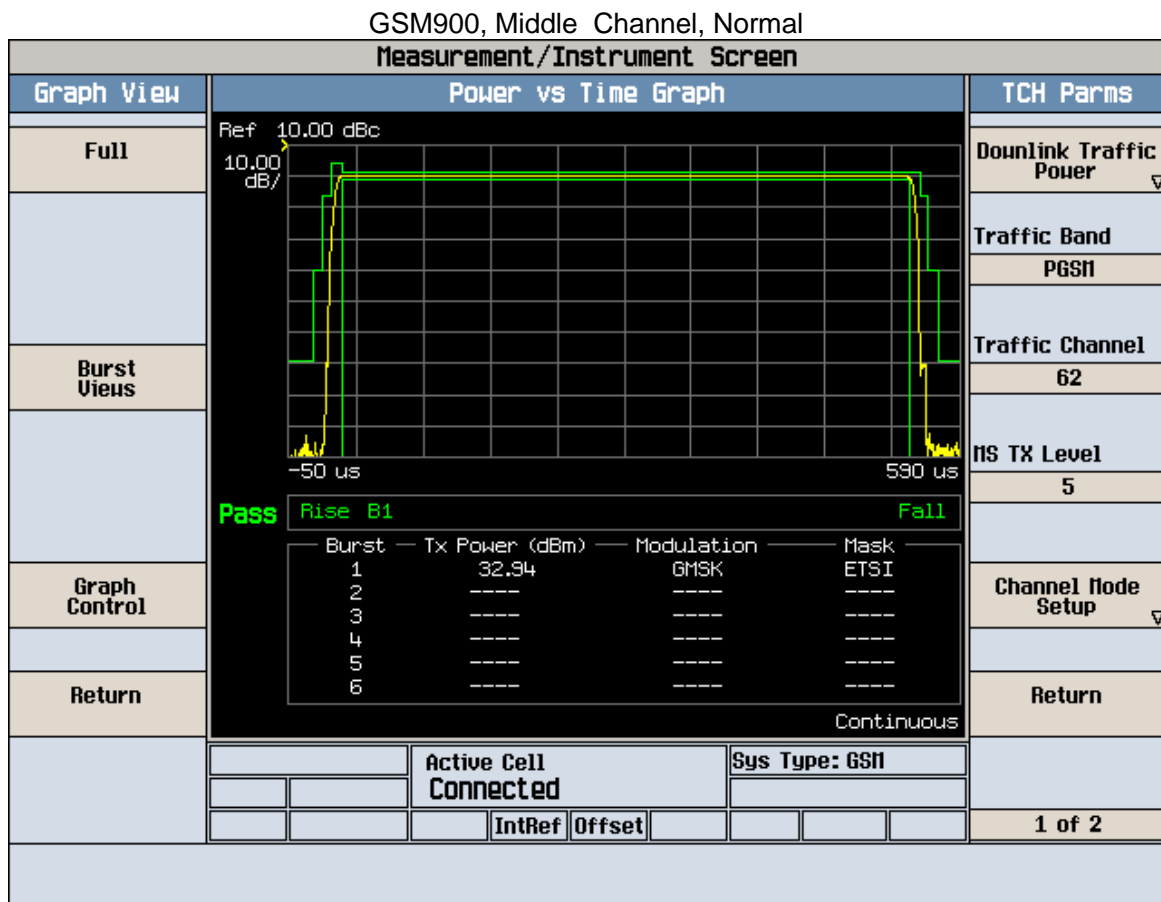 GSM900, Middle Channel, Normal
Measurement/Instrument Screen
Graph View
Full
Burst
Views
Graph
Control
Return
Power vs Time Graph
Ref 10.00 dBc
10.00
dB/
-50 us
590 us
Pass
Rise B1
Fall
Burst Tx Power (dBm) Modulation Mask
1 32.94 GMSK ETSI
2 ---- ---- ----
3 ---- ---- ----
4 ---- ---- ----
5 ---- ---- ----
6 ---- ---- ----
Continuous
Active Cell
Connected
Sys Type: GSM
IntRef Offset
TCH Parms
Downlink Traffic
Power
Traffic Band
PGSM
Traffic Channel
62
MS TX Level
5
Channel Mode
Setup
Return
1 of 2